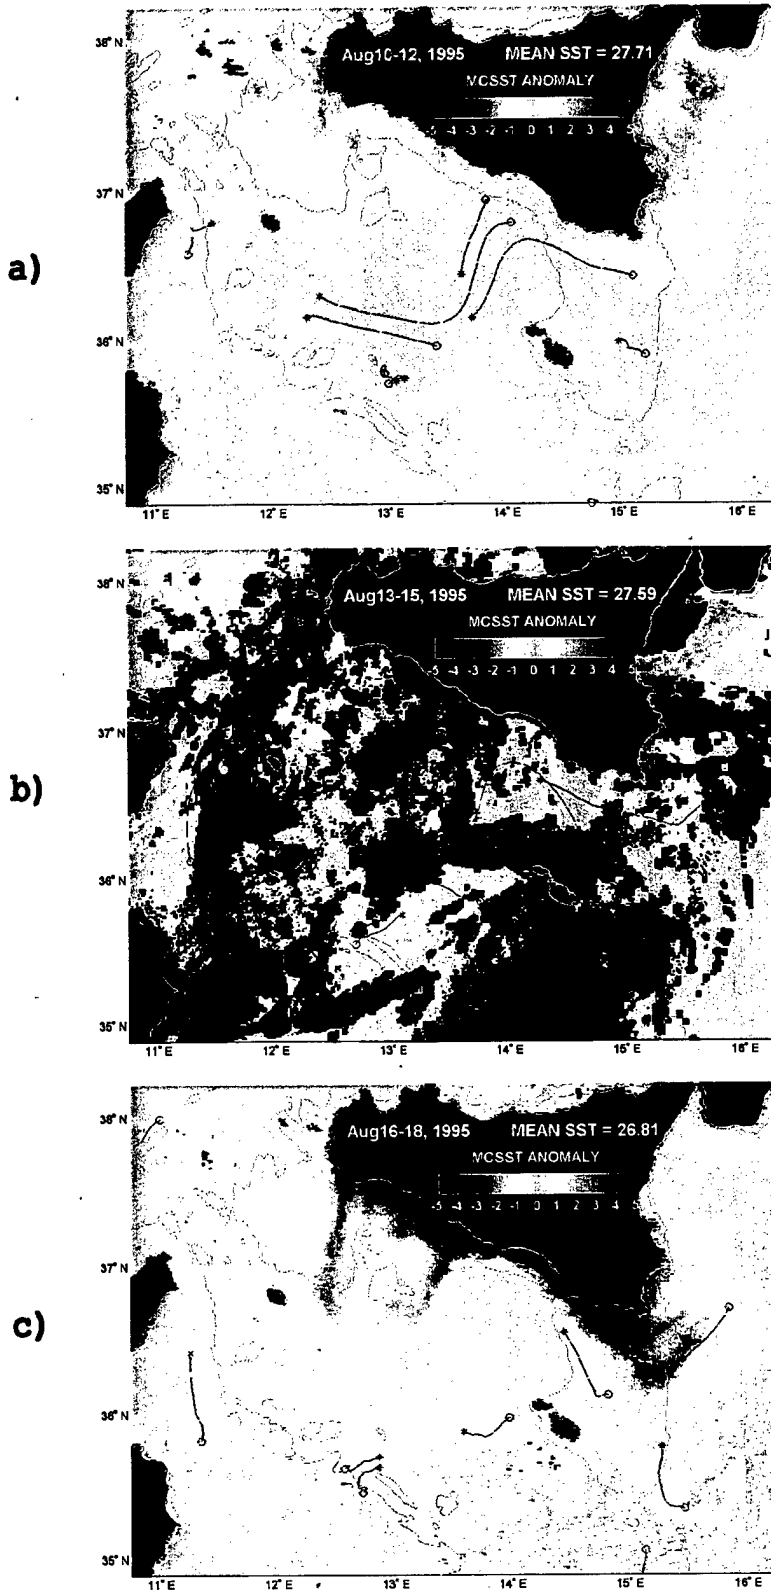 a)
Aug10-12, 1995 MEAN SST = 27.71
MCSST ANOMALY
-5 -4 -3 -2 -1 0 1 2 3 4 5
38° N
37° N
36° N
35° N
11° E 12° E 13° E 14° E 15° E 16° E
b)
Aug13-15, 1995 MEAN SST = 27.59
MCSST ANOMALY
-5 -4 -3 -2 -1 0 1 2 3 4 5
38° N
37° N
36° N
35° N
11° E 12° E 13° E 14° E 15° E 16° E
c)
Aug16-18, 1995 MEAN SST = 26.81
MCSST ANOMALY
-5 -4 -3 -2 -1 0 1 2 3 4 5
38° N
37° N
36° N
35° N
11° E 12° E 13° E 14° E 15° E 16° E